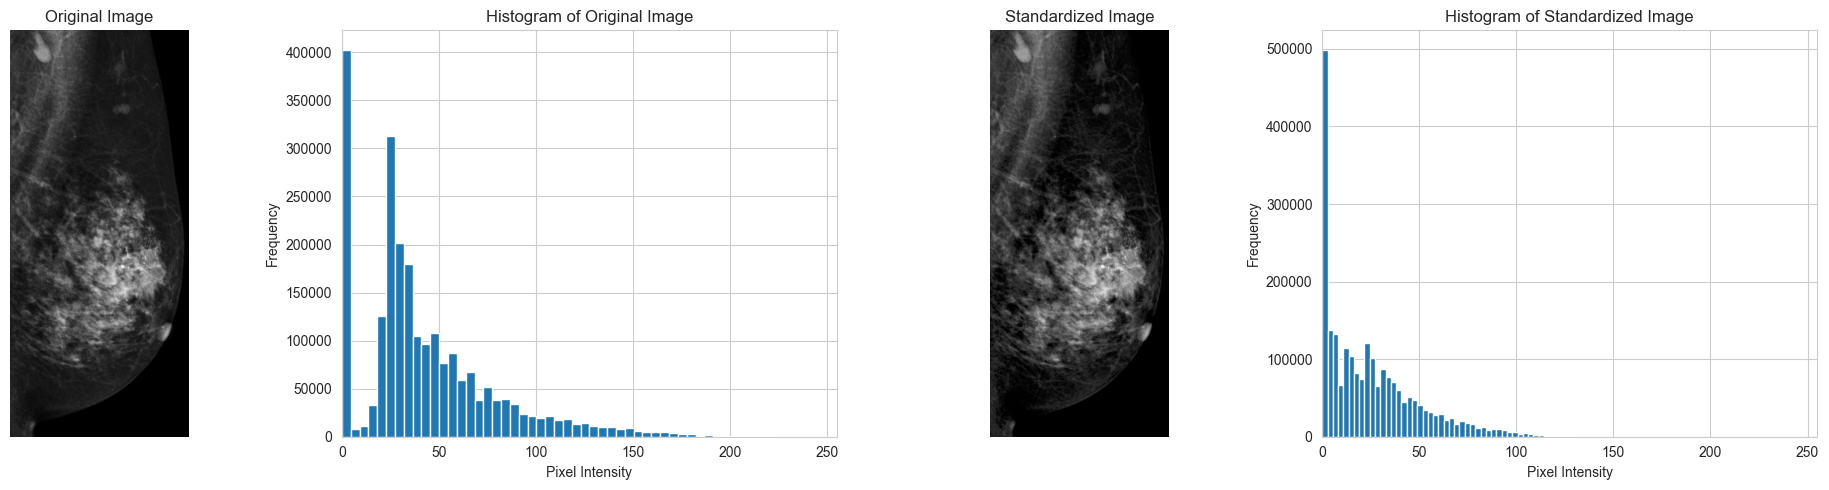 Original Image
Histogram of Original Image
Standardized Image
Histogram of Standardized Image
400000
350000
300000
250000
200000
150000
100000
50000
0
Frequency
0 50 100 150 200 250
Pixel Intensity
500000
400000
300000
200000
100000
0
Frequency
0 50 100 150 200 250
Pixel Intensity